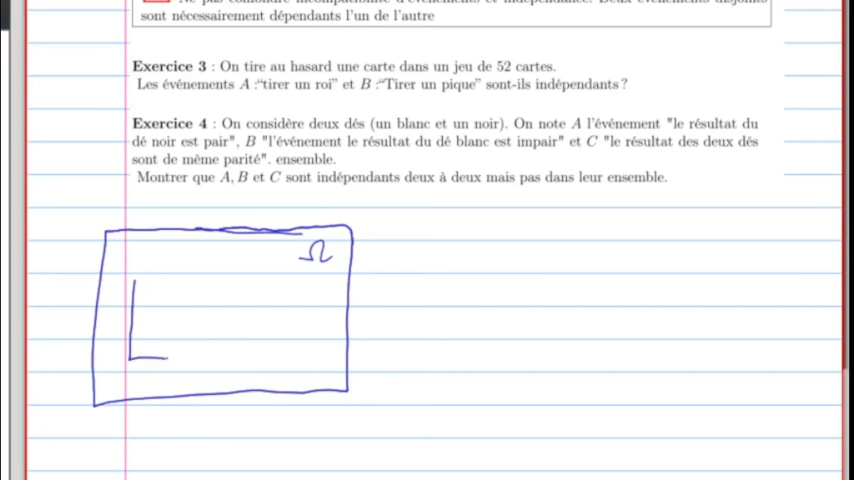 sont nécessairement dépendants l'un de l'autre
Exercice 3 : On tire au hasard une carte dans un jeu de 52 cartes.
Les événements A :"tirer un roi" et B :"Tirer un pique" sont-ils indépendants ?
Exercice 4 : On considère deux dés (un blanc et un noir). On note A l'événement "le résultat du
dé noir est pair", B "l'événement le résultat du dé blanc est impair" et C "le résultat des deux dés
sont de même parité". ensemble.
Montrer que A, B et C sont indépendants deux à deux mais pas dans leur ensemble.
Ω